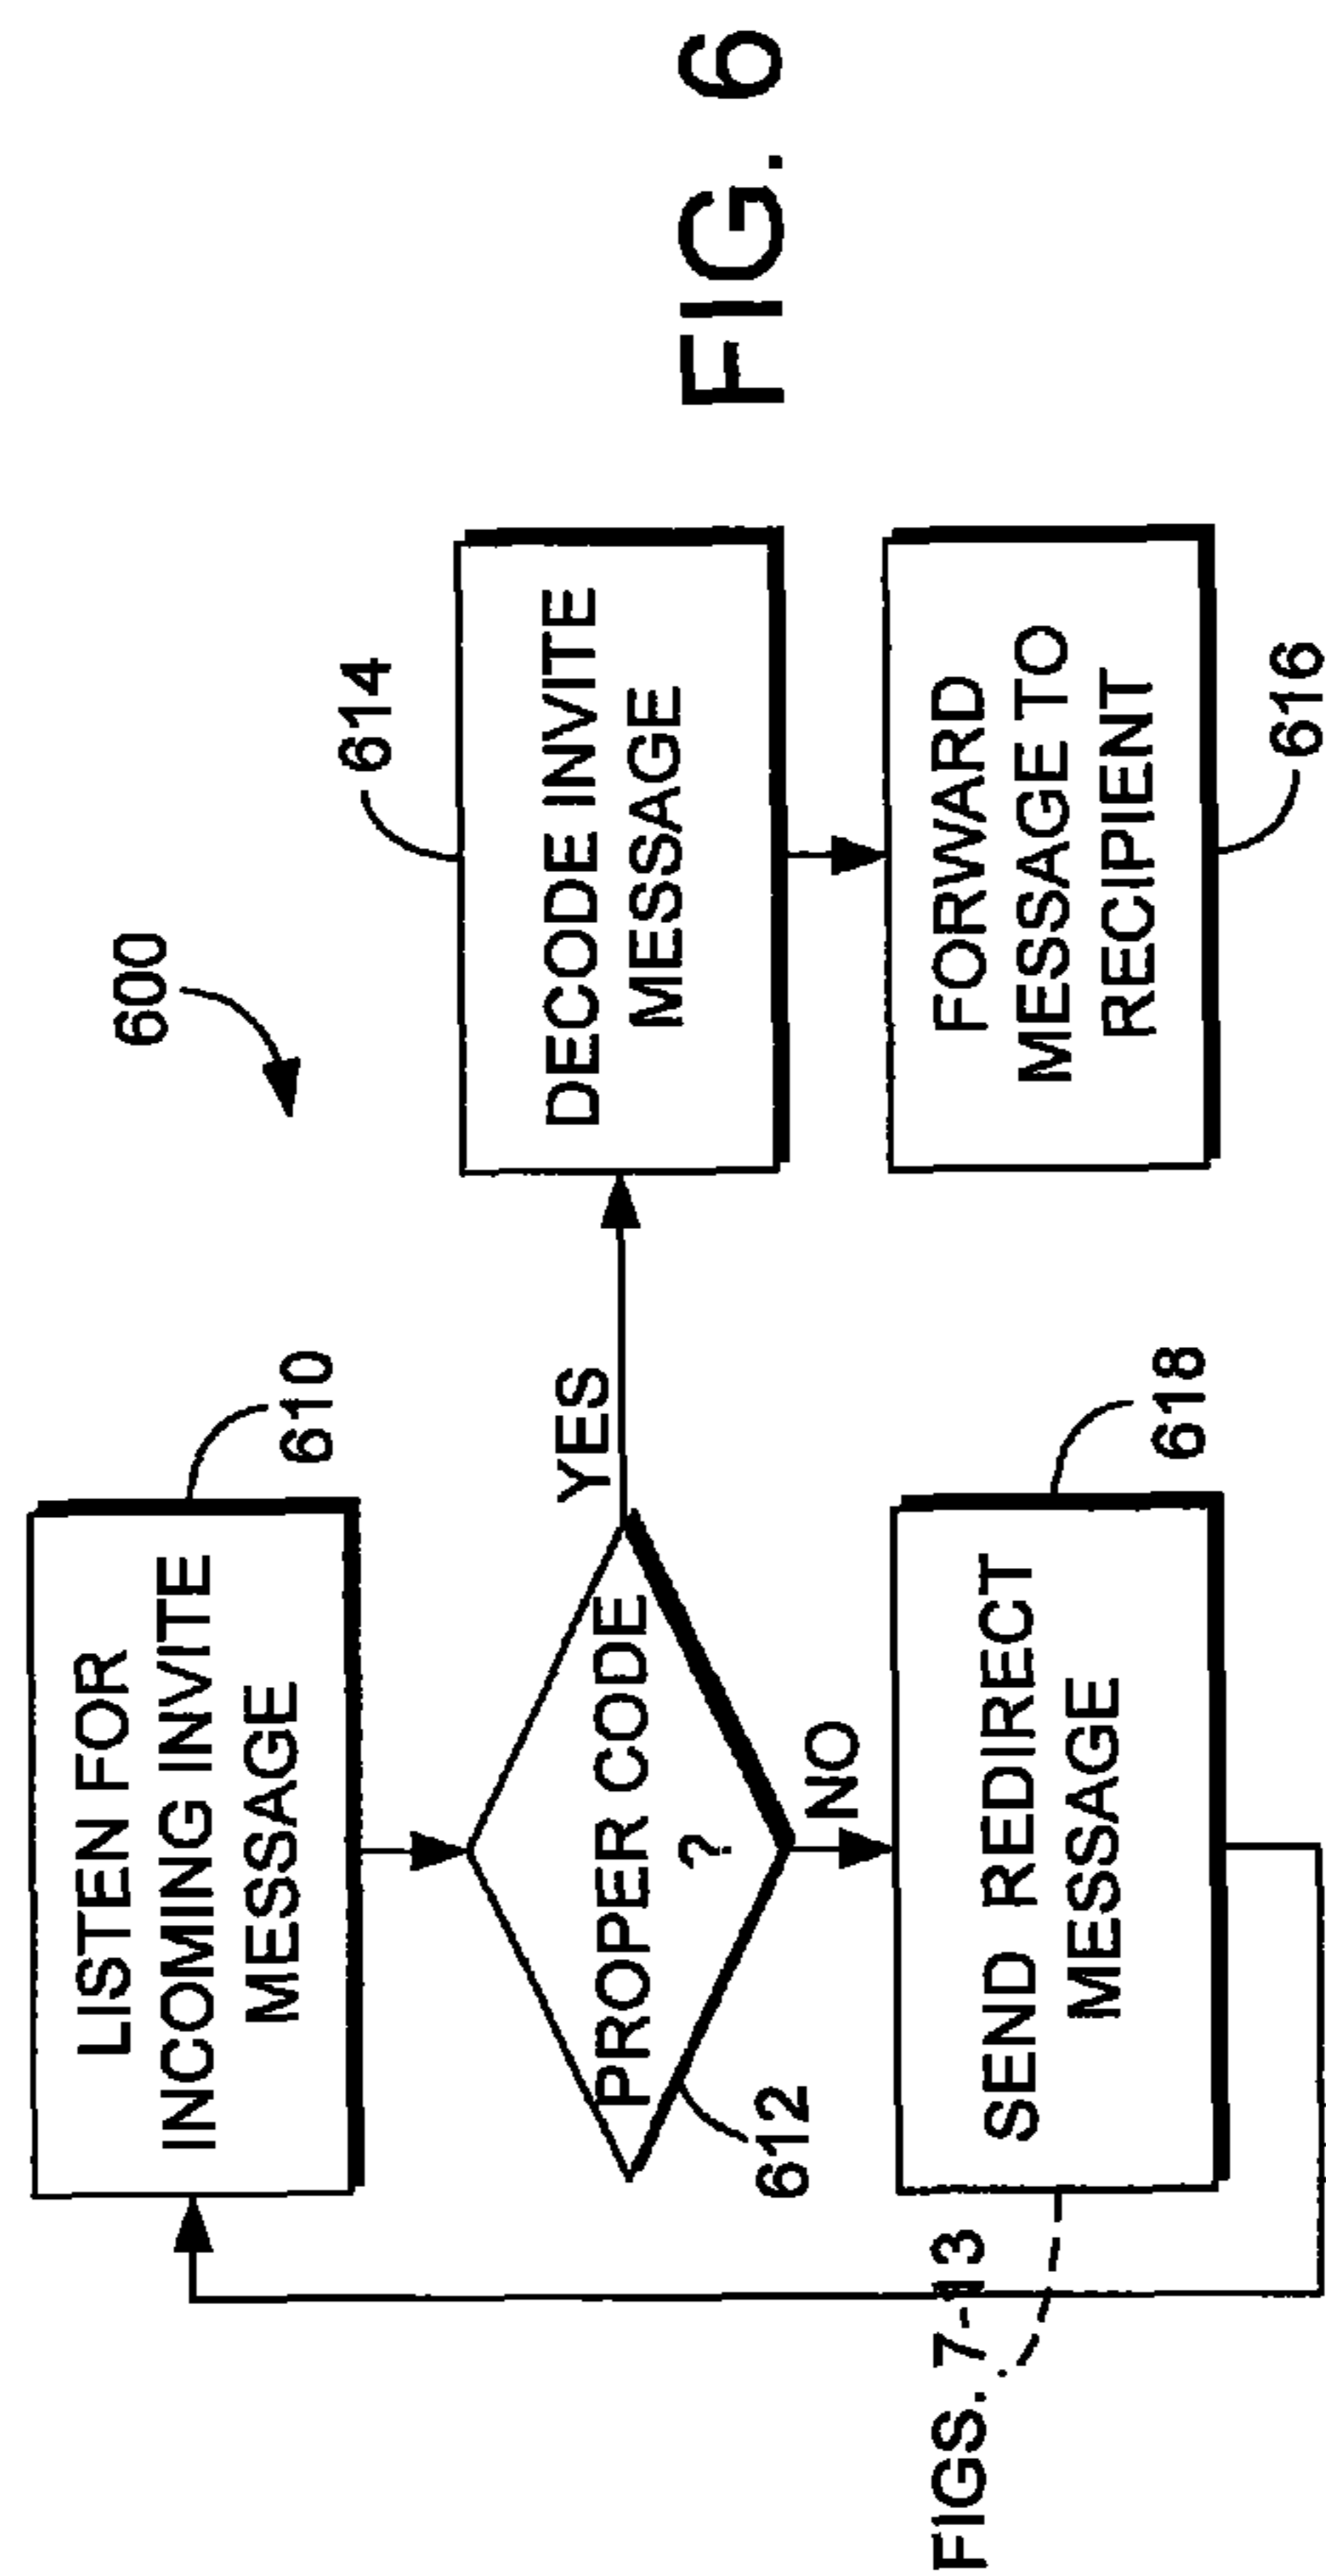 600
LISTEN FOR
INCOMING INVITE
MESSAGE
610
PROPER CODE
?
612
YES
NO
DECODE INVITE
MESSAGE
614
FORWARD
MESSAGE TO
RECIPIENT
616
SEND REDIRECT
MESSAGE
618
FIGS. 7-13
FIG. 6